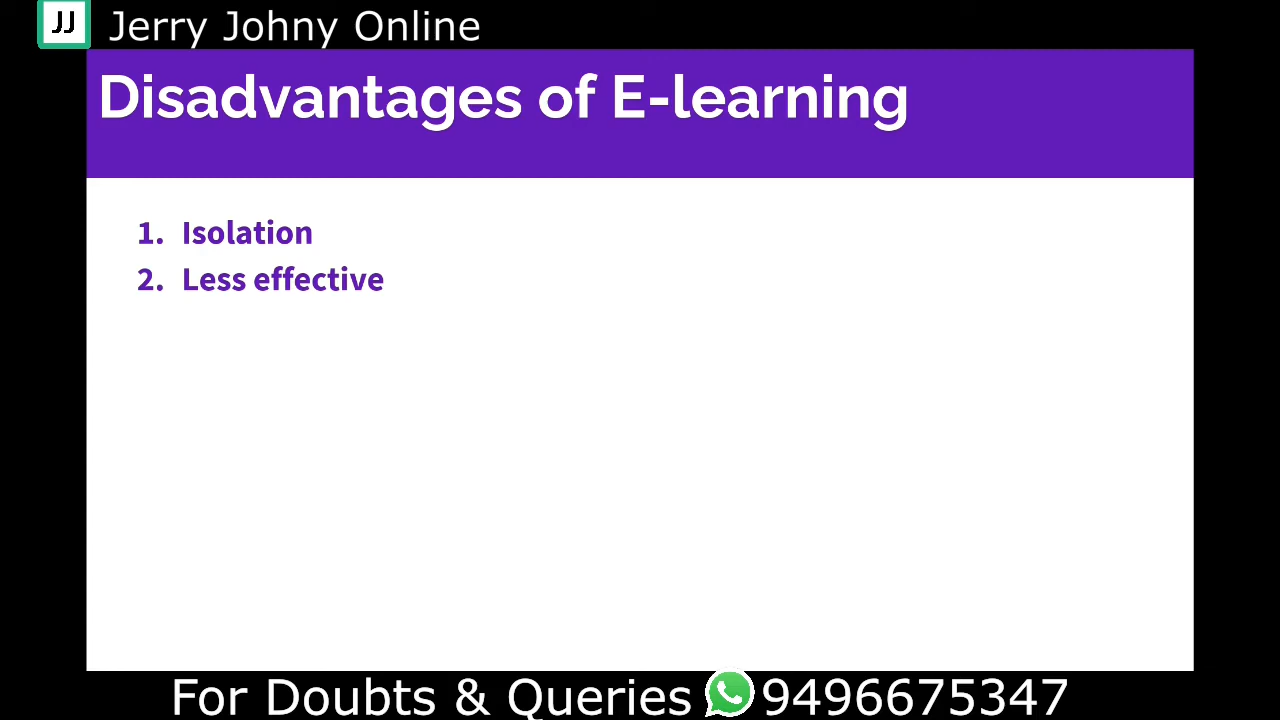 JJ Jerry Johny Online
Disadvantages of E-learning
1. Isolation
2. Less effective
For Doubts & Queries 9496675347